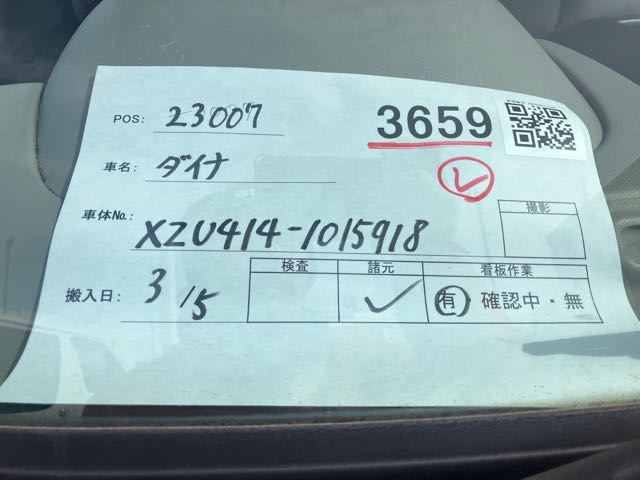 POS: 23007
3659
車名: ダイナ
車体No.: XZU414-1015918
撮影
搬入日: 3/5
検査 諸元 看板作業
有・確認中・無